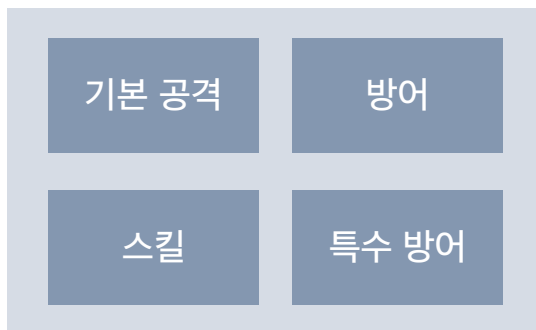 기본 공격
방어
스킬
특수 방어